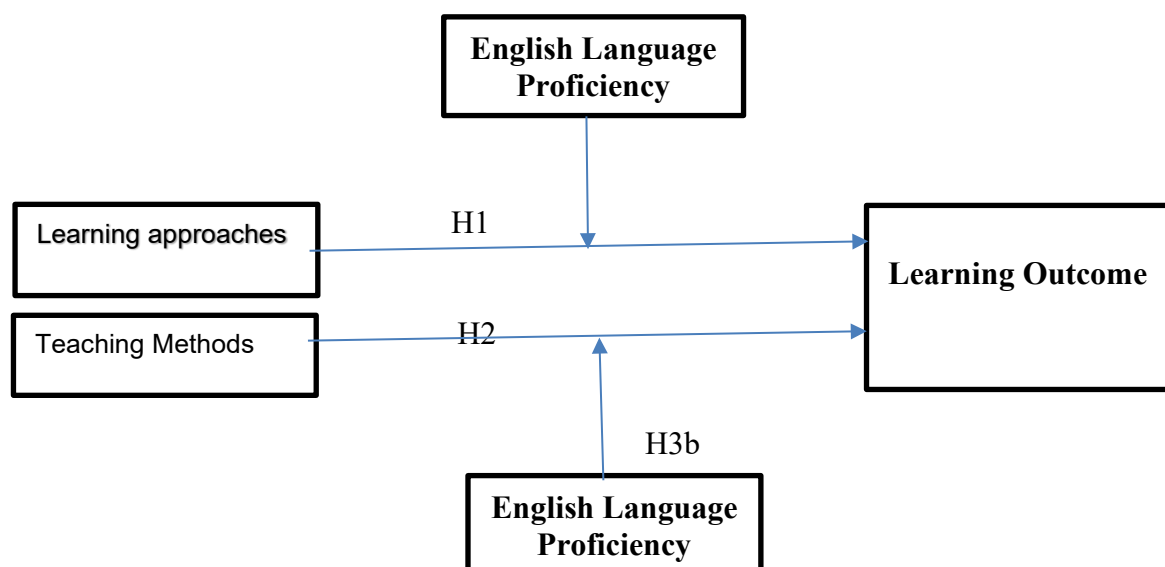 English Language
Proficiency
Learning approaches
H1
Learning Outcome
Teaching Methods
H2
H3b
English Language
Proficiency